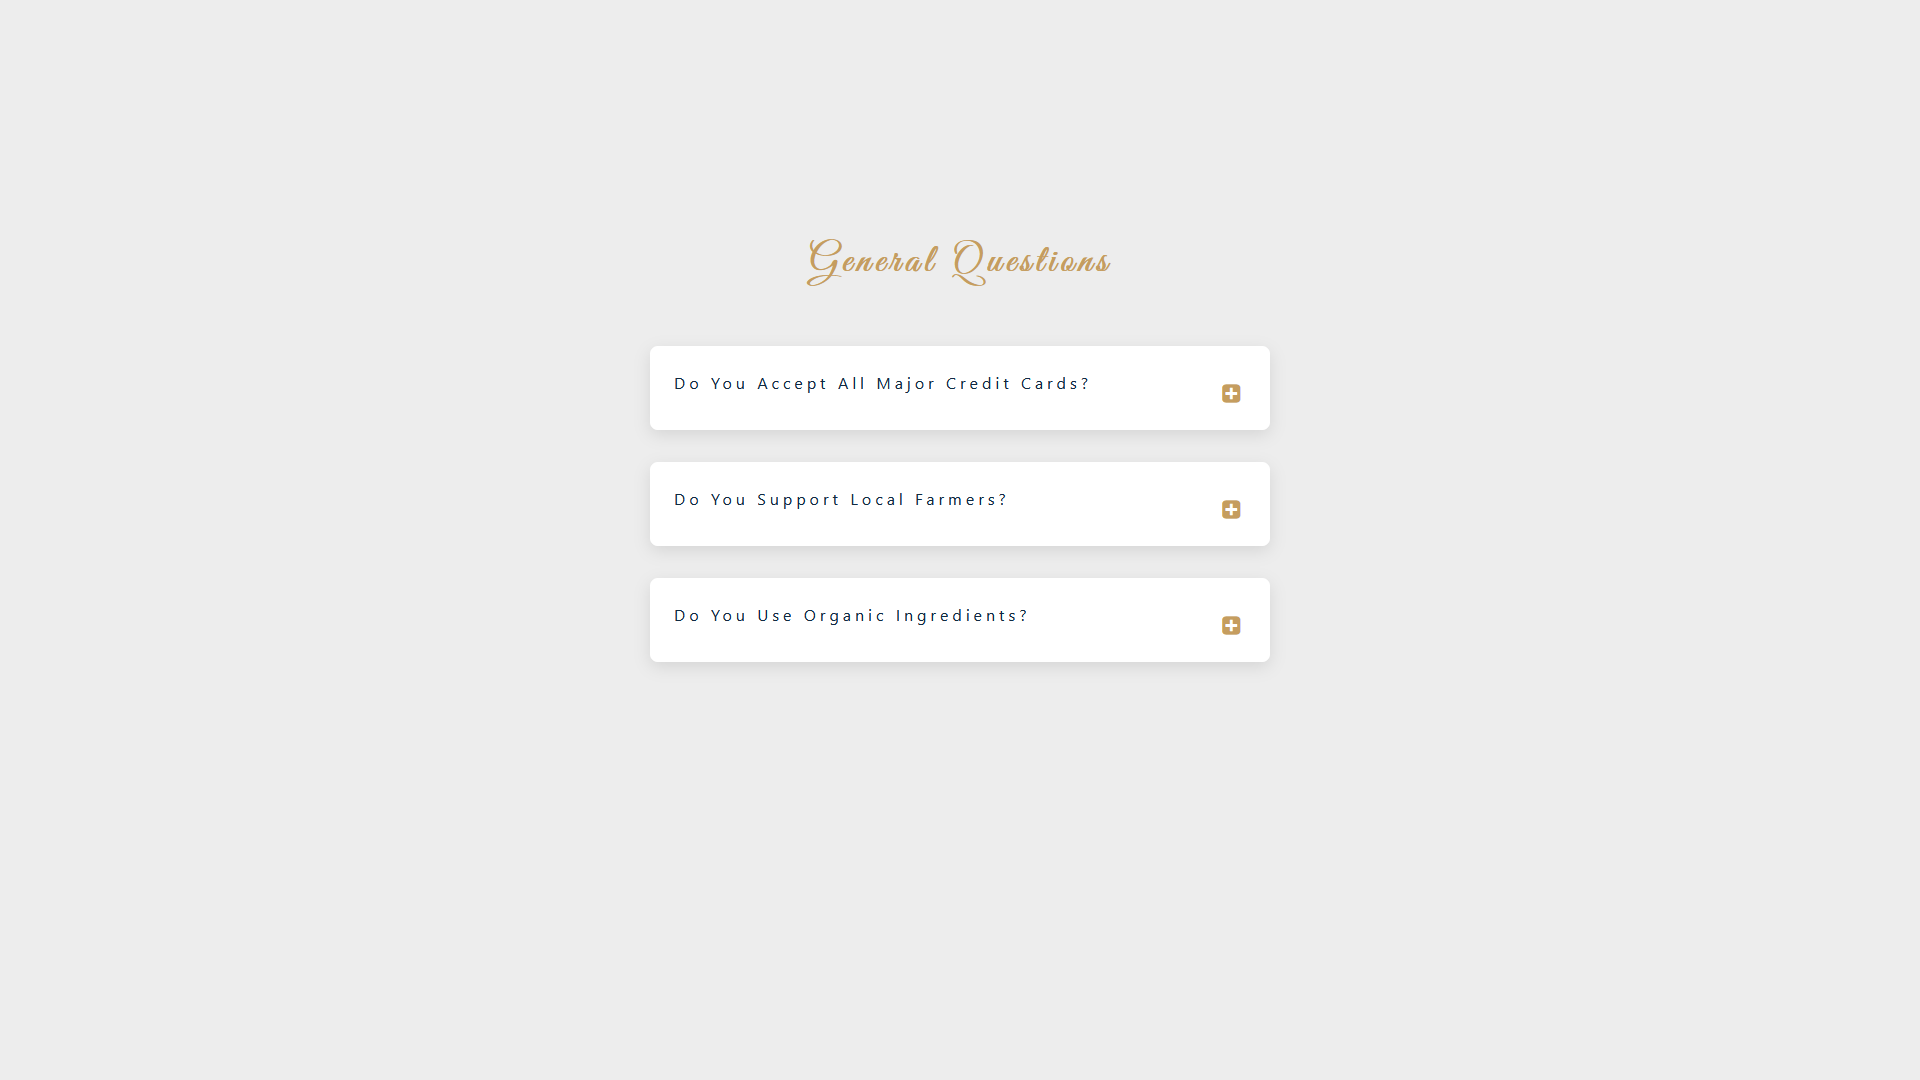 General Questions
Do You Accept All Major Credit Cards?
Do You Support Local Farmers?
Do You Use Organic Ingredients?